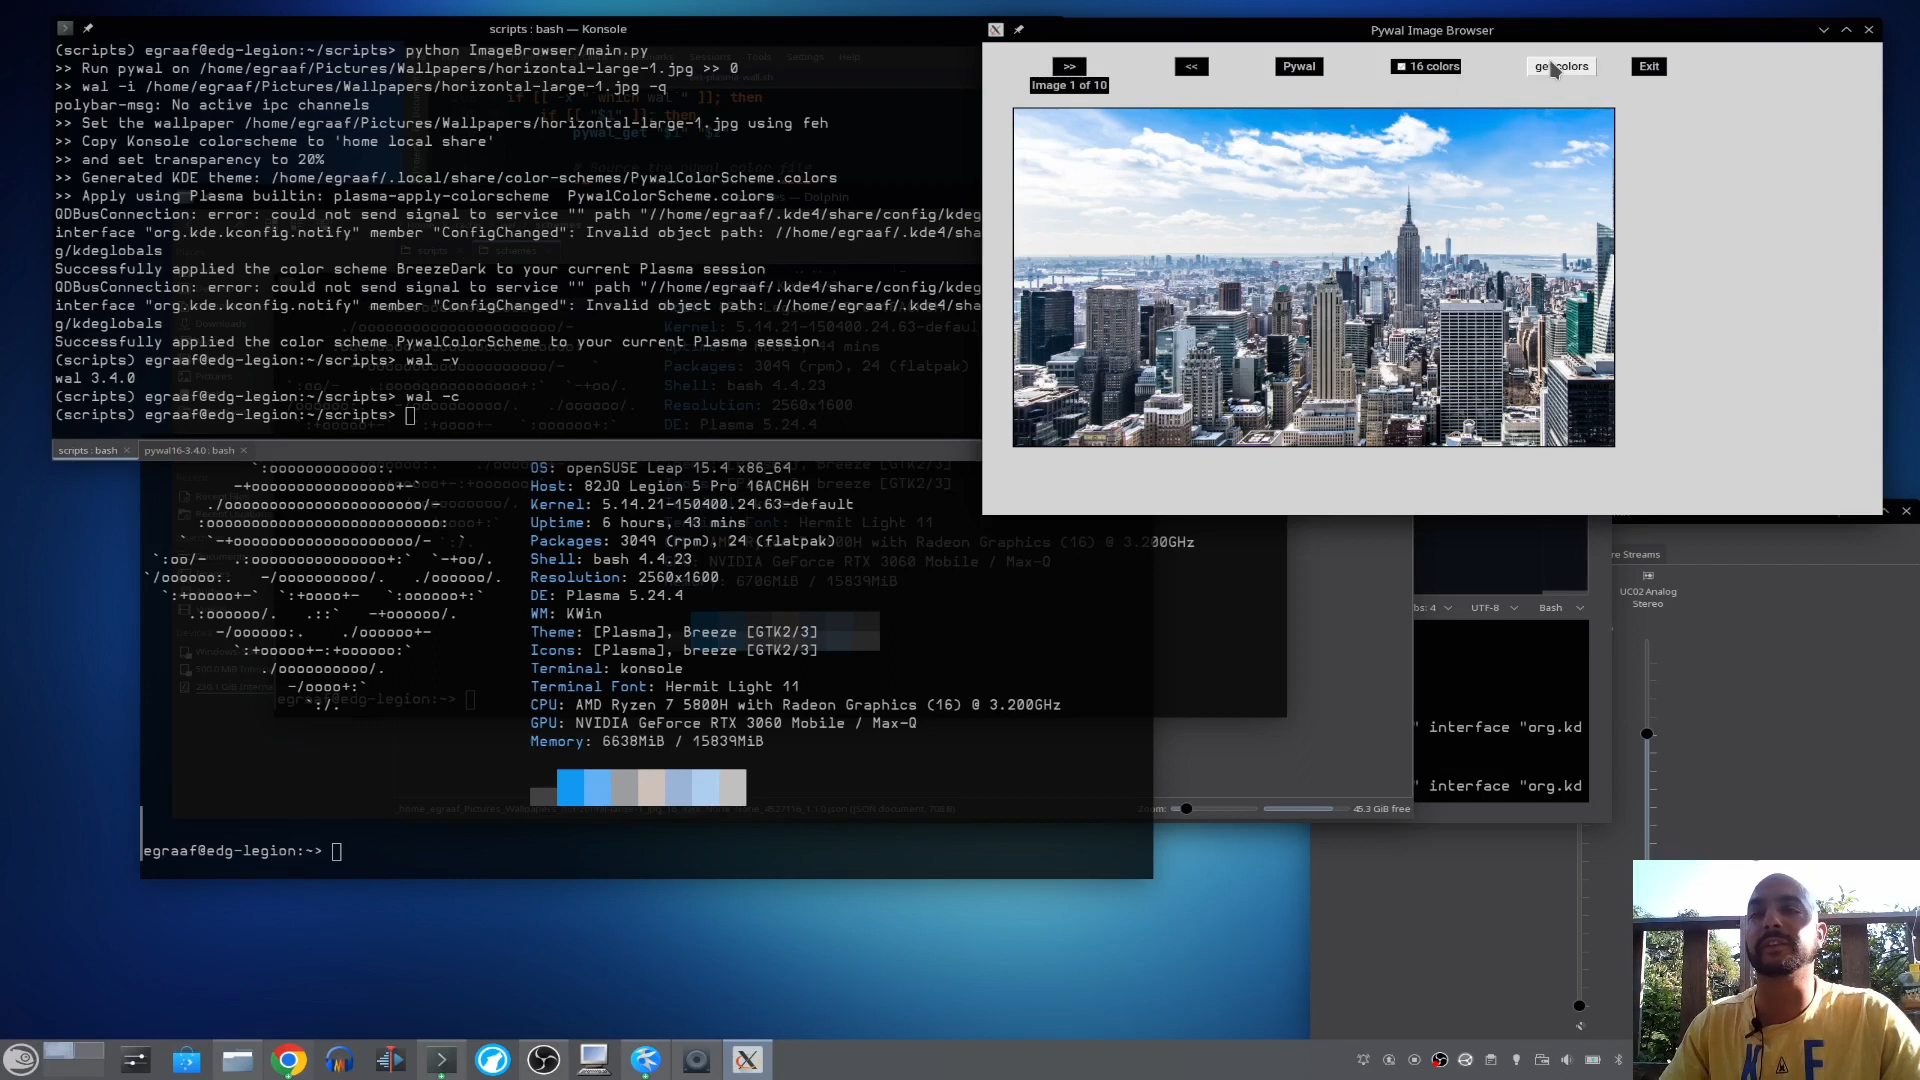 scripts : bash — Konsole
(scripts) egraaf@edg-legion:~/scripts> python ImageBrowser/main.py
>> Run pywal on /home/egraaf/Pictures/Wallpapers/horizontal-large-1.jpg >> 0
>> wal -i /home/egraaf/Pictures/Wallpapers/horizontal-large-1.jpg -q
polybar-msg: No active ipc channels
>> Set the wallpaper /home/egraaf/Pictures/Wallpapers/horizontal-large-1.jpg using feh
>> Copy Konsole colorscheme to 'home local share'
>> and set transparency to 20%
>> Generated KDE theme: /home/egraaf/.local/share/color-schemes/PywalColorScheme.colors
>> Apply using Plasma builtin: plasma-apply-colorscheme  PywalColorScheme.colors
QDBusConnection: error: could not send signal to service "" path "//home/egraaf/.kde4/share/config/kdeg
interface "org.kde.kconfig.notify" member "ConfigChanged": Invalid object path: //home/egraaf/.kde4/sha
g/kdeglobals
Successfully applied the color scheme BreezeDark to your current Plasma session
QDBusConnection: error: could not send signal to service "" path "//home/egraaf/.kde4/share/config/kdeg
interface "org.kde.kconfig.notify" member "ConfigChanged": Invalid object path: //home/egraaf/.kde4/sha
g/kdeglobals
Successfully applied the color scheme PywalColorScheme to your current Plasma session
(scripts) egraaf@edg-legion:~/scripts> wal -v
wal 3.4.0
(scripts) egraaf@edg-legion:~/scripts> wal -c
(scripts) egraaf@edg-legion:~/scripts>
scripts : bash
pywal16-3.4.0 : bash
Pywal Image Browser
>>
<<
Pywal
16 colors
colors
Exit
Image 1 of 10
OS: openSUSE Leap 15.4 x86_64
Host: 82JQ Legion 5 Pro 16ACH6H
Kernel: 5.14.21-150400.24.63-default
Uptime: 6 hours, 43 mins
Packages: 3049 (rpm), 24 (flatpak)
Shell: bash 4.4.23
Resolution: 2560x1600
DE: Plasma 5.24.4
WM: KWin
Theme: [Plasma], Breeze [GTK2/3]
Icons: [Plasma], breeze [GTK2/3]
Terminal: konsole
Terminal Font: Hermit Light 11
CPU: AMD Ryzen 7 5800H with Radeon Graphics (16) @ 3.200GHz
GPU: NVIDIA GeForce RTX 3060 Mobile / Max-Q
Memory: 6638MiB / 15839MiB
egraaf@edg-legion:~>
Zoom:
45.3 GiB free
bs: 4
UTF-8
Bash
" interface "org.kd
" interface "org.kd
re Streams
UC02 Analog
Stereo